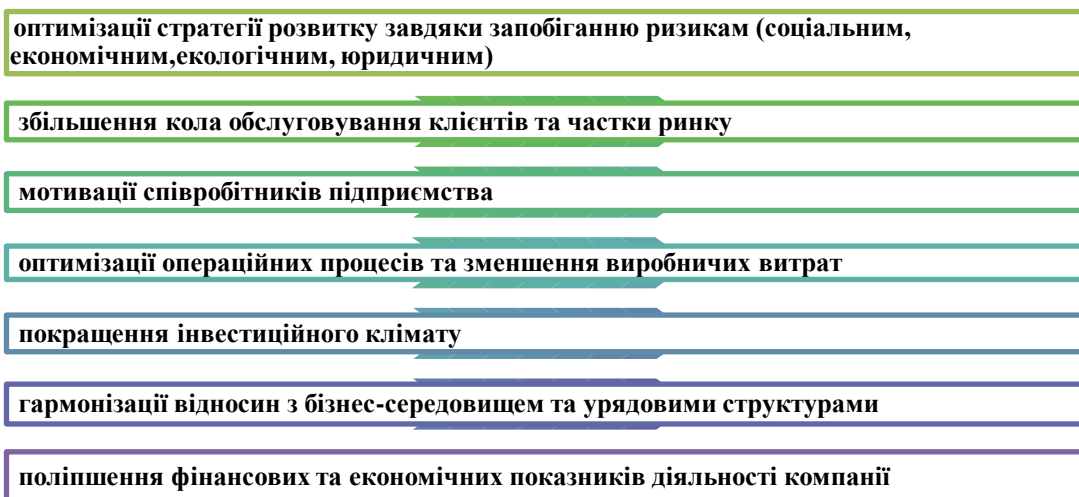 оптимізації стратегії розвитку завдяки запобіганню ризикам (соціальним,
економічним,екологічним, юридичним)
збільшення кола обслуговування клієнтів та частки ринку
мотивації співробітників підприємства
оптимізації операційних процесів та зменшення виробничих витрат
покращення інвестиційного клімату
гармонізації відносин з бізнес-середовищем та урядовими структурами
поліпшення фінансових та економічних показників діяльності компанії